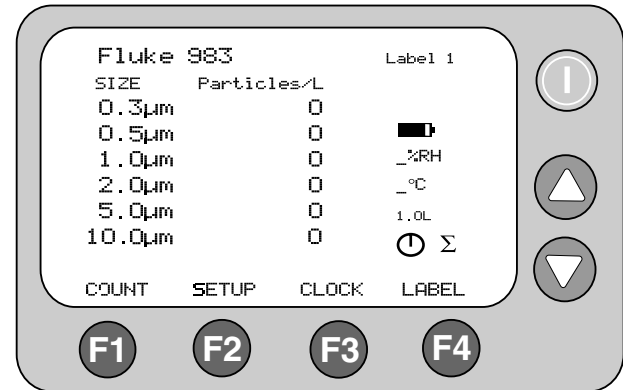 Fluke 983 Label 1
SIZE Particles/L
0.3µm 0
0.5µm 0
1.0µm 0 _%RH
2.0µm 0 _°C
5.0µm 0 1.0L
10.0µm 0 Σ
COUNT SETUP CLOCK LABEL
F1 F2 F3 F4